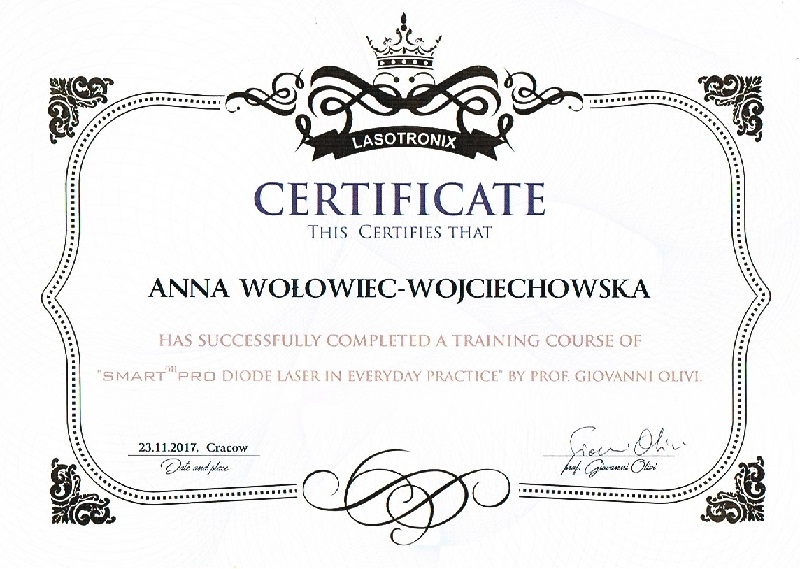 LASOTRONIX
CERTIFICATE
THIS CERTIFIES THAT
ANNA WOŁOWIEC-WOJCIECHOWSKA
HAS SUCCESSFULLY COMPLETED A TRAINING COURSE OF
"SMARTᴹ PRO DIODE LASER IN EVERYDAY PRACTICE" BY PROF. GIOVANNI OLIVI.
23.11.2017. Cracow
Date and place
Giovanni Olivi
prof. Giovanni Olivi